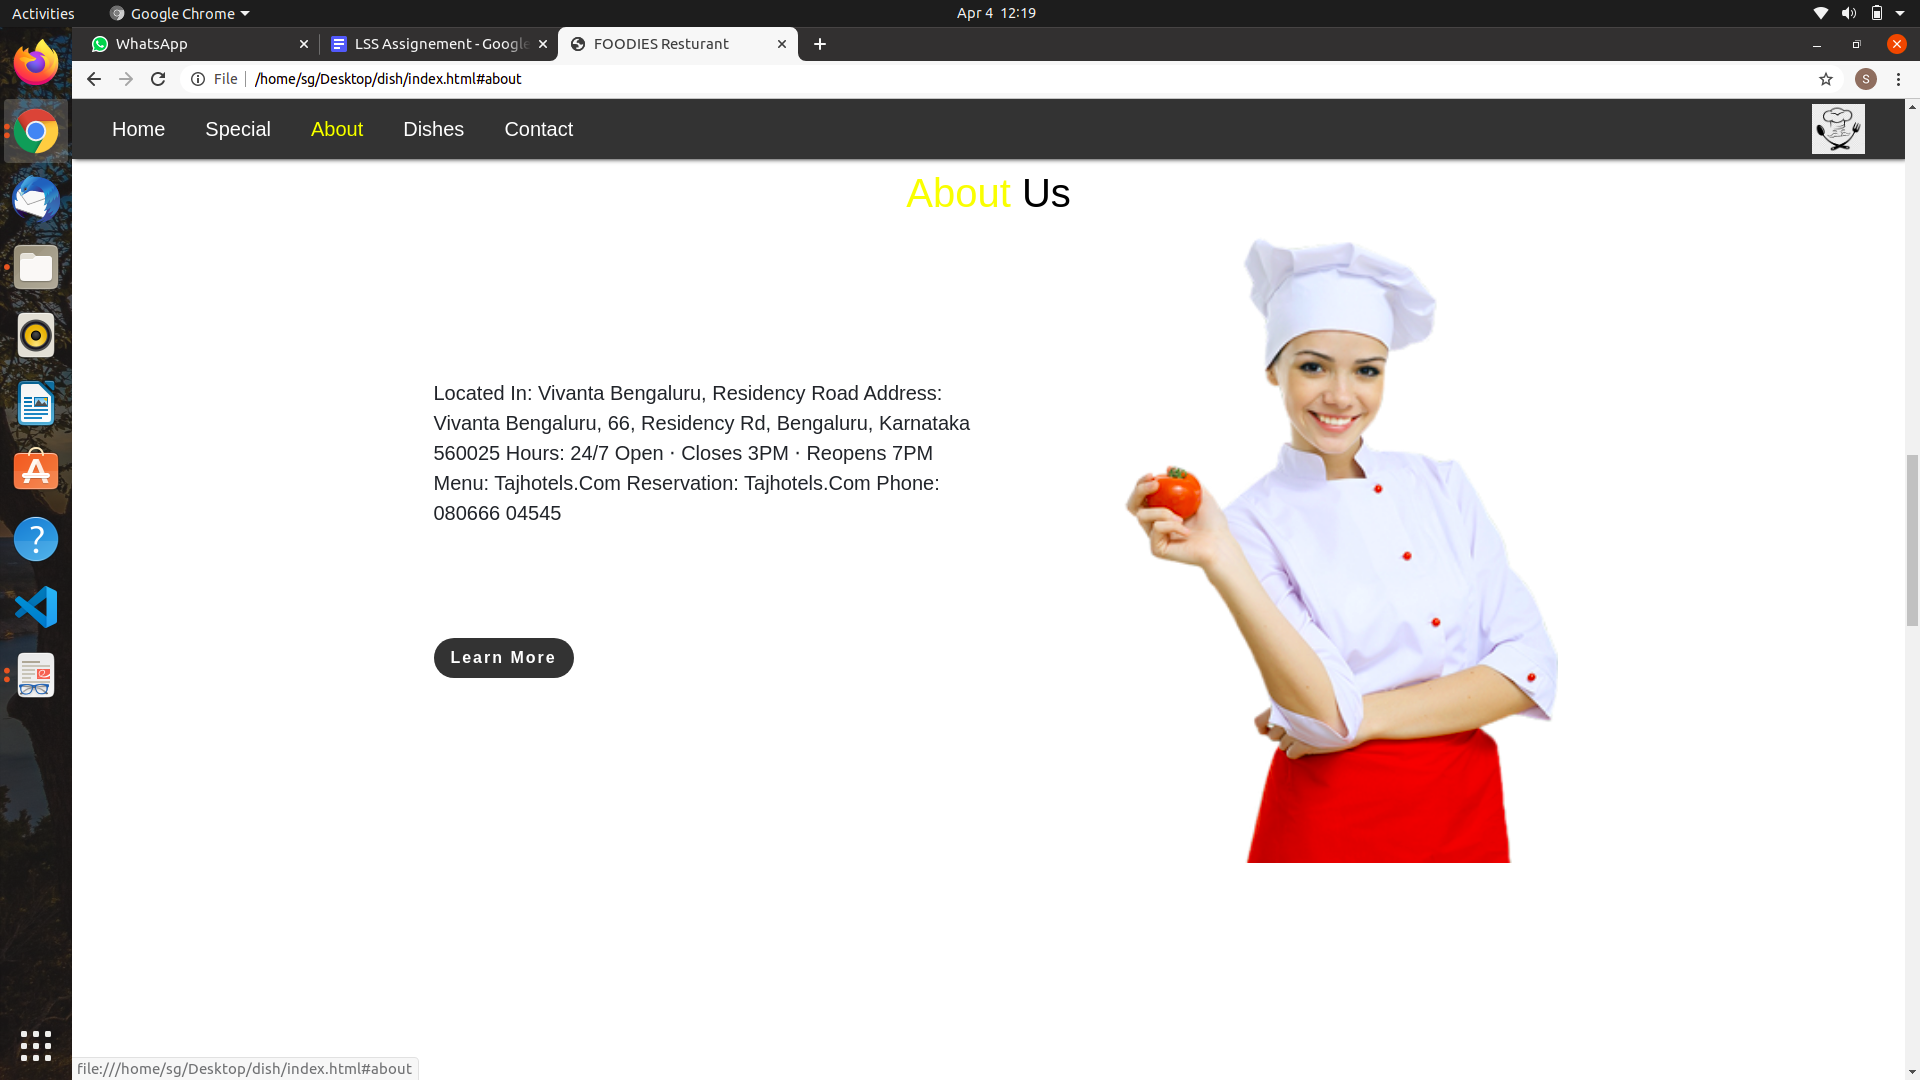 Activities
Google Chrome
Apr 4 12:19
WhatsApp
LSS Assignement - Google
FOODIES Resturant
File
/home/sg/Desktop/dish/index.html#about
S
Home
Special
About
Dishes
Contact
About Us
Located In: Vivanta Bengaluru, Residency Road Address:
Vivanta Bengaluru, 66, Residency Rd, Bengaluru, Karnataka
560025 Hours: 24/7 Open · Closes 3PM · Reopens 7PM
Menu: Tajhotels.Com Reservation: Tajhotels.Com Phone:
080666 04545
Learn More
file:///home/sg/Desktop/dish/index.html#about